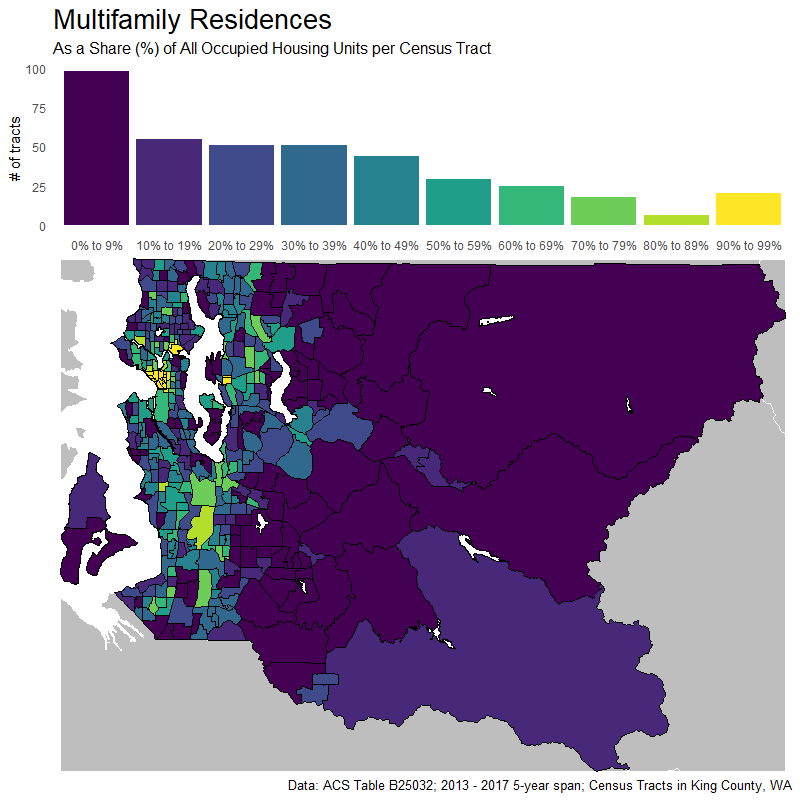 Multifamily Residences
As a Share (%) of All Occupied Housing Units per Census Tract
# of tracts
100
75
50
25
0
0% to 9% 10% to 19% 20% to 29% 30% to 39% 40% to 49% 50% to 59% 60% to 69% 70% to 79% 80% to 89% 90% to 99%
Data: ACS Table B25032; 2013 - 2017 5-year span; Census Tracts in King County, WA